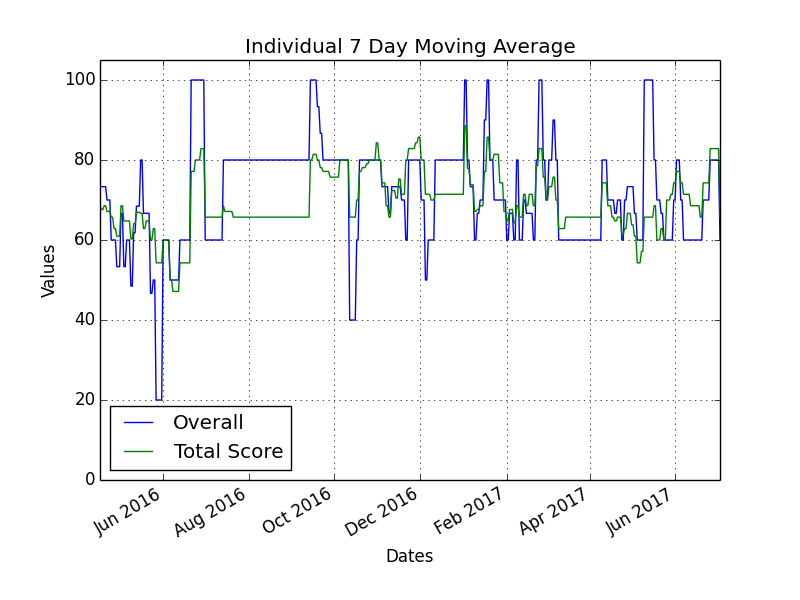 Individual 7 Day Moving Average
100
80
60
40
20
0
Values
Overall
Total Score
Jun 2016
Aug 2016
Oct 2016
Dec 2016
Feb 2017
Apr 2017
Jun 2017
Dates